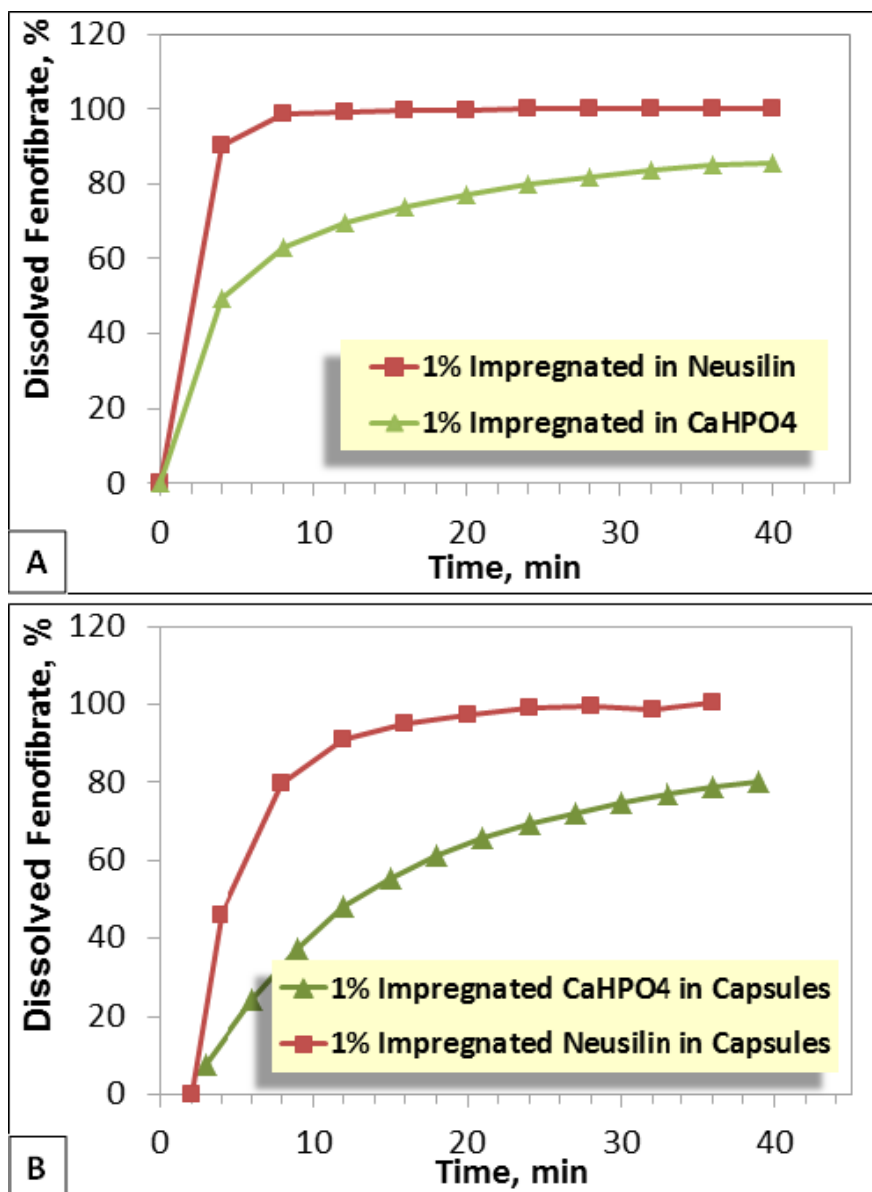 Dissolved Fenofibrate, %
120
100
80
60
40
20
0
1% Impregnated in Neusilin
1% Impregnated in CaHPO4
0 10 20 30 40
Time, min
A
Dissolved Fenofibrate, %
120
100
80
60
40
20
0
1% Impregnated CaHPO4 in Capsules
1% Impregnated Neusilin in Capsules
0 10 20 30 40
Time, min
B